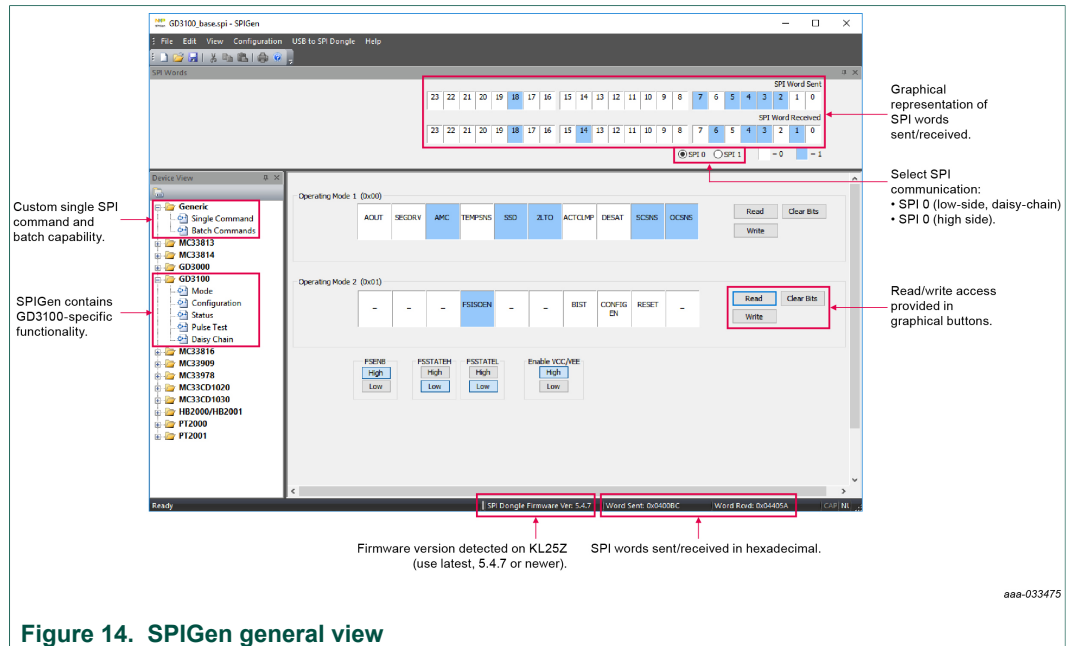 GD3100_base.spi - SPIGen
File Edit View Configuration USB to SPI Dongle Help
SPI Words
SPI Word Sent
23 22 21 20 19 18 17 16 15 14 13 12 11 10 9 8 7 6 5 4 3 2 1 0
SPI Word Received
23 22 21 20 19 18 17 16 15 14 13 12 11 10 9 8 7 6 5 4 3 2 1 0
SPI 0 SPI 1 - 0 - 1
Graphical
representation of
SPI words
sent/received.
Select SPI
communication:
• SPI 0 (low-side, daisy-chain)
• SPI 0 (high side).
Custom single SPI
command and
batch capability.
SPIGen contains
GD3100-specific
functionality.
Device View
Generic
Single Command
Batch Commands
MC33813
MC33814
GD3000
GD3100
Mode
Configuration
Status
Pulse Test
Daisy Chain
MC33816
MC33909
MC33978
MC33CD1020
MC33CD1030
HB2000/HB2001
PT2000
PT2001
Operating Mode 1 (0x00)
AOUT SEGDRV AMC TEMPSNS SSD 2LTO ACTCLMP DESAT SCSNS OCSNS
Read Clear Bits
Write
Operating Mode 2 (0x01)
– – – FSISOEN – – BIST CONFIG EN RESET –
Read Clear Bits
Write
Read/write access
provided in
graphical buttons.
FSENB FSSTATEH FSSTATEL Enable VCC/VEE
High High High High
Low Low Low Low
Ready SPI Dongle Firmware Ver: 5.4.7 Word Sent: 0x0400BC Word Rcvd: 0x04405A CAP NU
Firmware version detected on KL25Z
(use latest, 5.4.7 or newer).
SPI words sent/received in hexadecimal.
aaa-033475
Figure 14. SPIGen general view